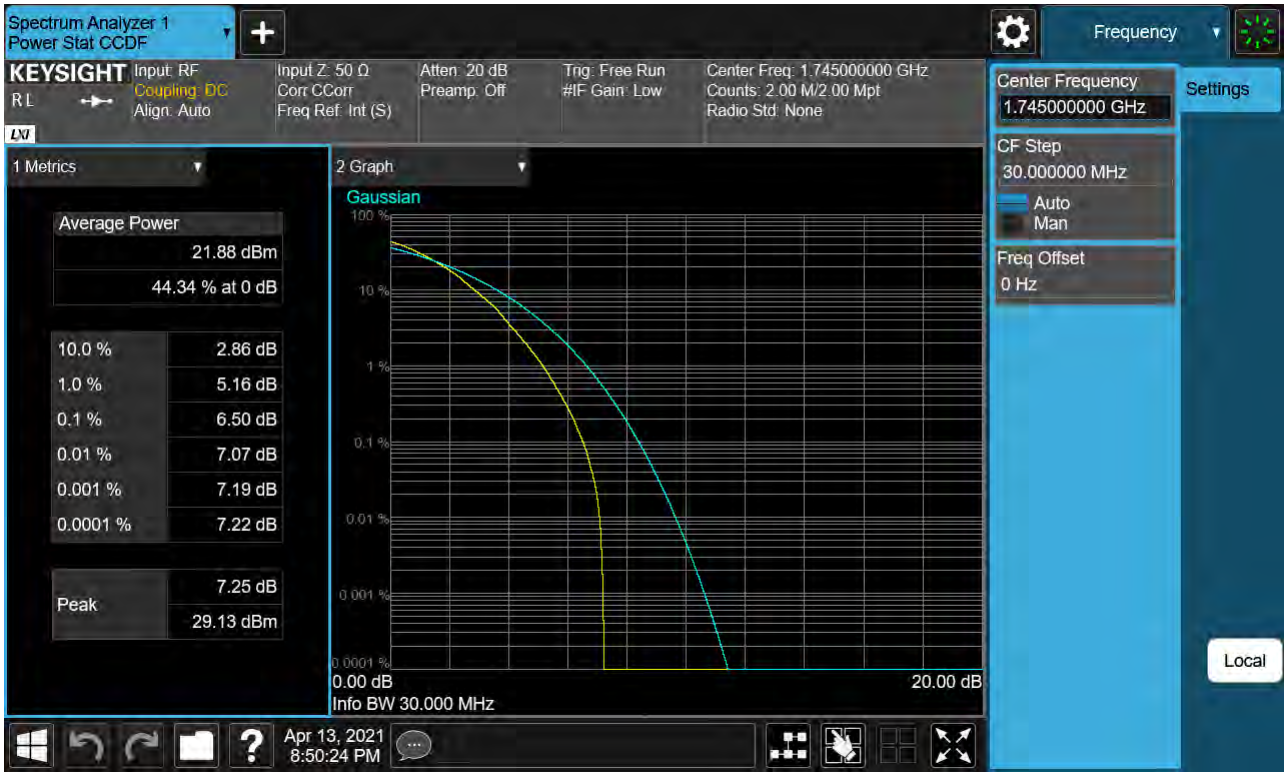 Spectrum Analyzer 1
Power Stat CCDF
Frequency
KEYSIGHT
R L
LXI
Input: RF
Coupling: DC
Align: Auto
Input Z: 50 Ω
Corr CCorr
Freq Ref: Int (S)
Atten: 20 dB
Preamp: Off
Trig: Free Run
#IF Gain: Low
Center Freq: 1.745000000 GHz
Counts: 2.00 M/2.00 Mpt
Radio Std: None
Center Frequency
1.745000000 GHz
Settings
CF Step
30.000000 MHz
Auto
Man
Freq Offset
0 Hz
1 Metrics
Average Power
21.88 dBm
44.34 % at 0 dB
10.0 % 2.86 dB
1.0 % 5.16 dB
0.1 % 6.50 dB
0.01 % 7.07 dB
0.001 % 7.19 dB
0.0001 % 7.22 dB
Peak
7.25 dB
29.13 dBm
2 Graph
Gaussian
100 %
10 %
1 %
0.1 %
0.01 %
0.001 %
0.0001 %
0.00 dB 20.00 dB
Info BW 30.000 MHz
Local
?
Apr 13, 2021
8:50:24 PM